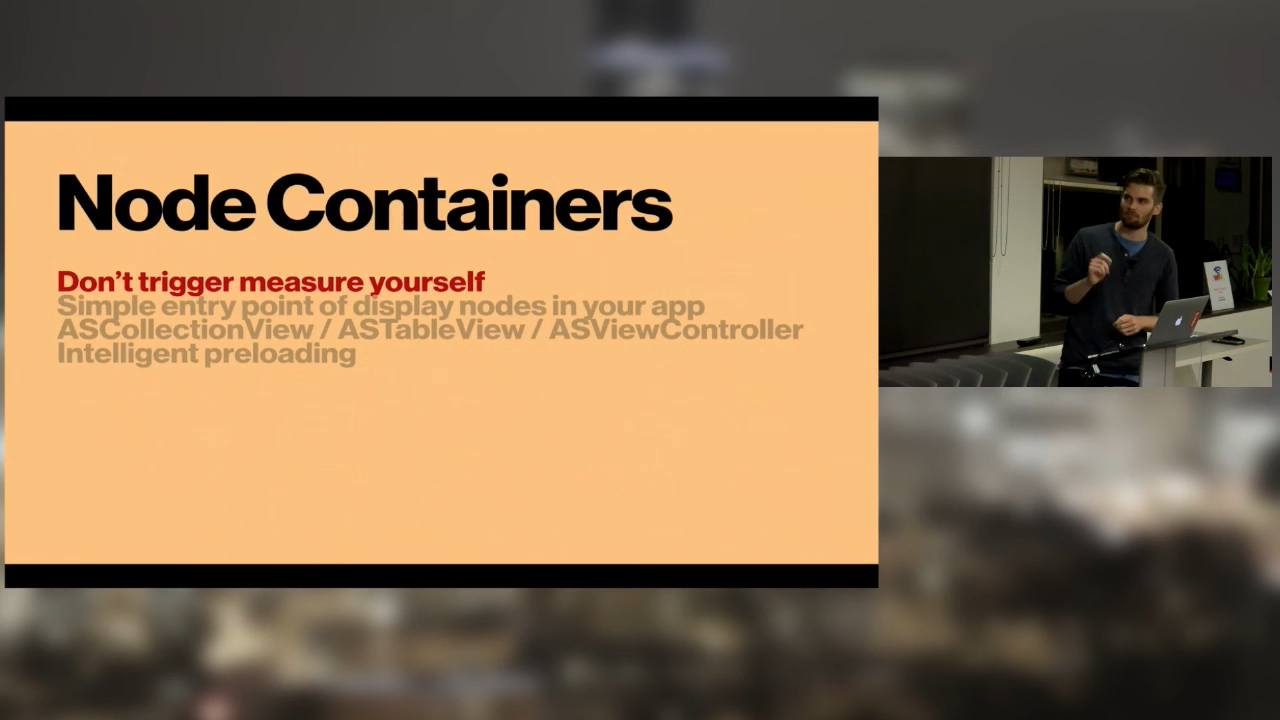 Node Containers
Don't trigger measure yourself
Simple entry point of display nodes in your app
ASCollectionView / ASTableView / ASViewController
Intelligent preloading